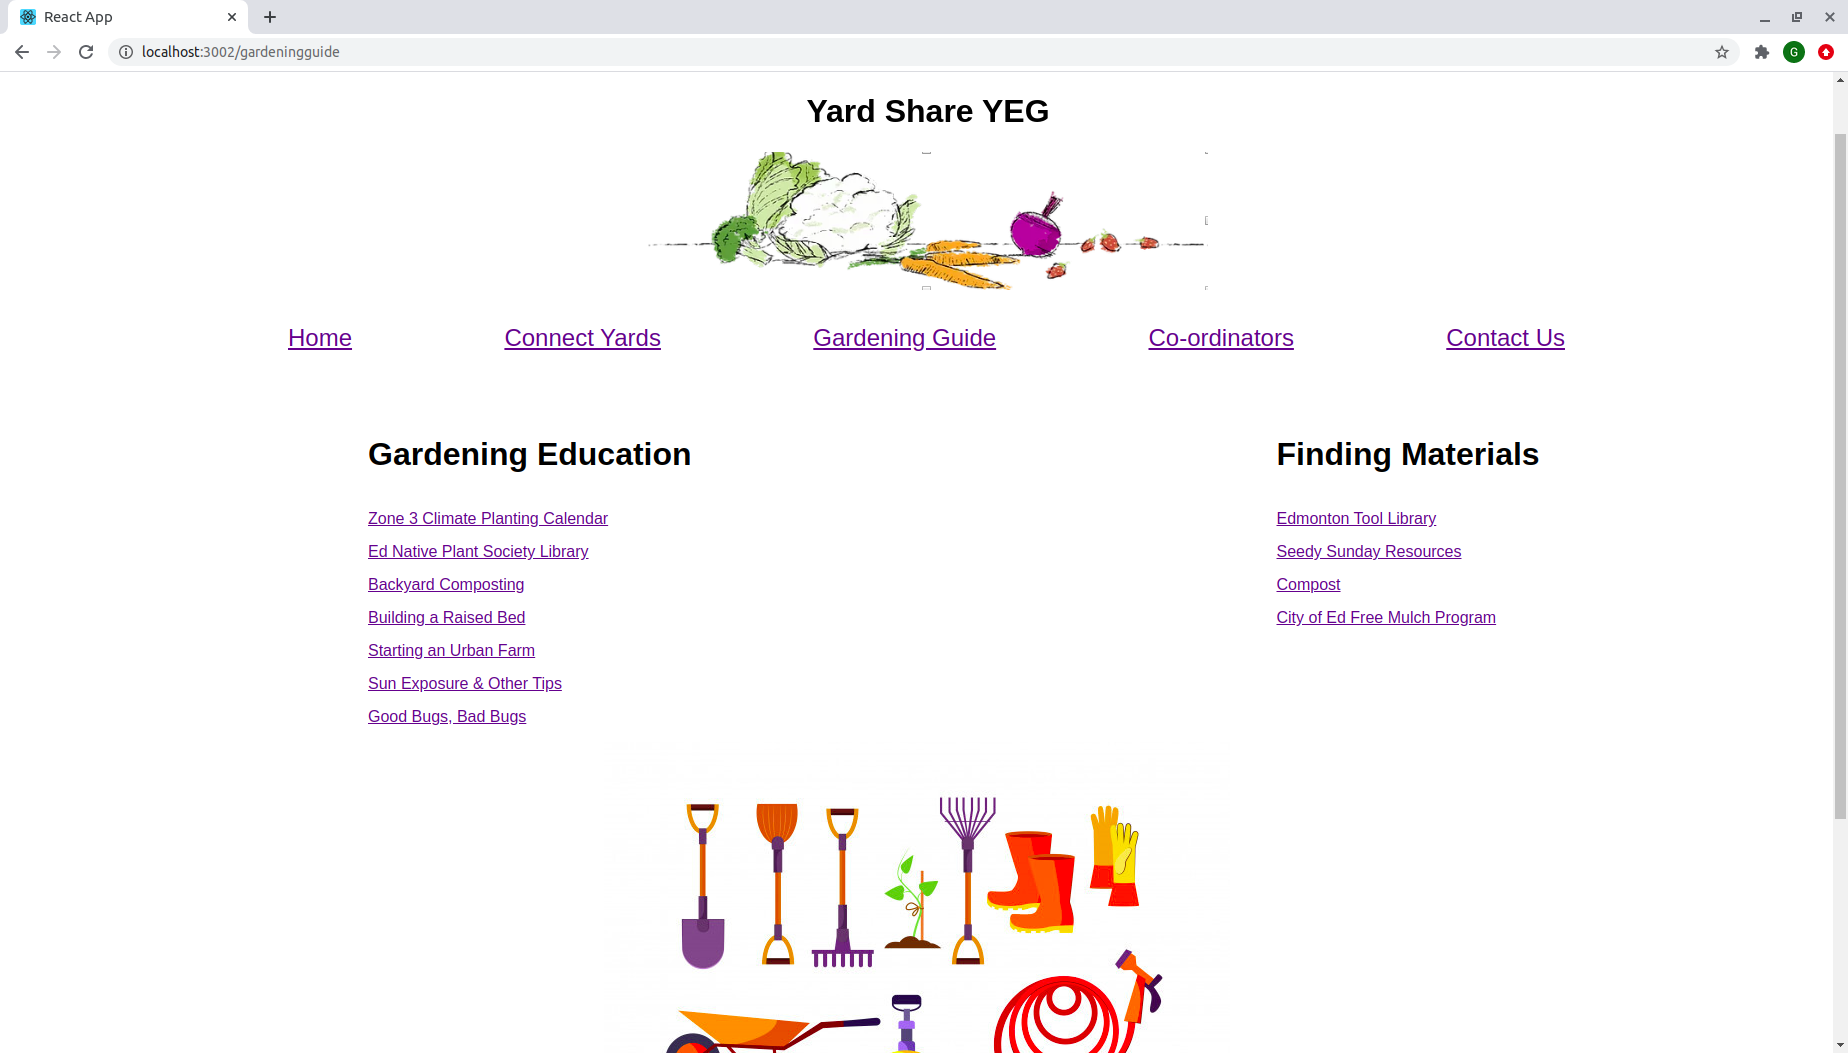 React App
localhost:3002/gardeningguide
G
Yard Share YEG
Home Connect Yards Gardening Guide Co-ordinators Contact Us
Gardening Education
Zone 3 Climate Planting Calendar
Ed Native Plant Society Library
Backyard Composting
Building a Raised Bed
Starting an Urban Farm
Sun Exposure & Other Tips
Good Bugs, Bad Bugs
Finding Materials
Edmonton Tool Library
Seedy Sunday Resources
Compost
City of Ed Free Mulch Program